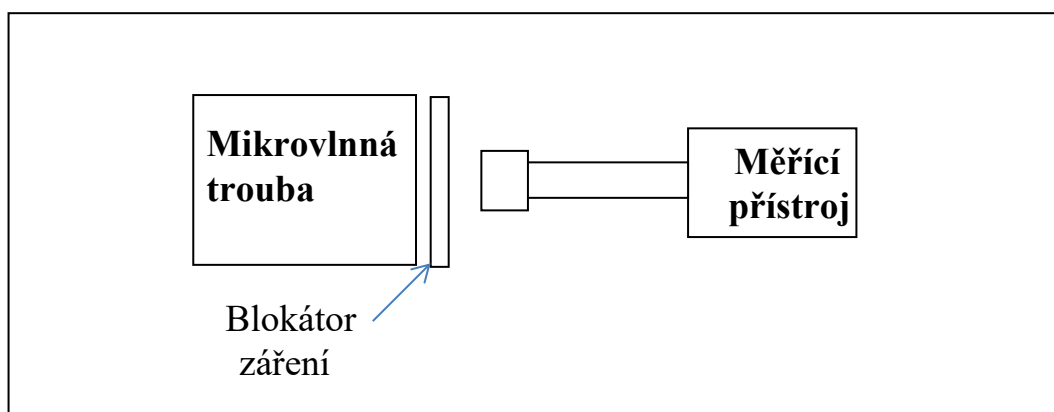 Mikrovlnná
trouba
Měřící
přístroj
Blokátor
záření